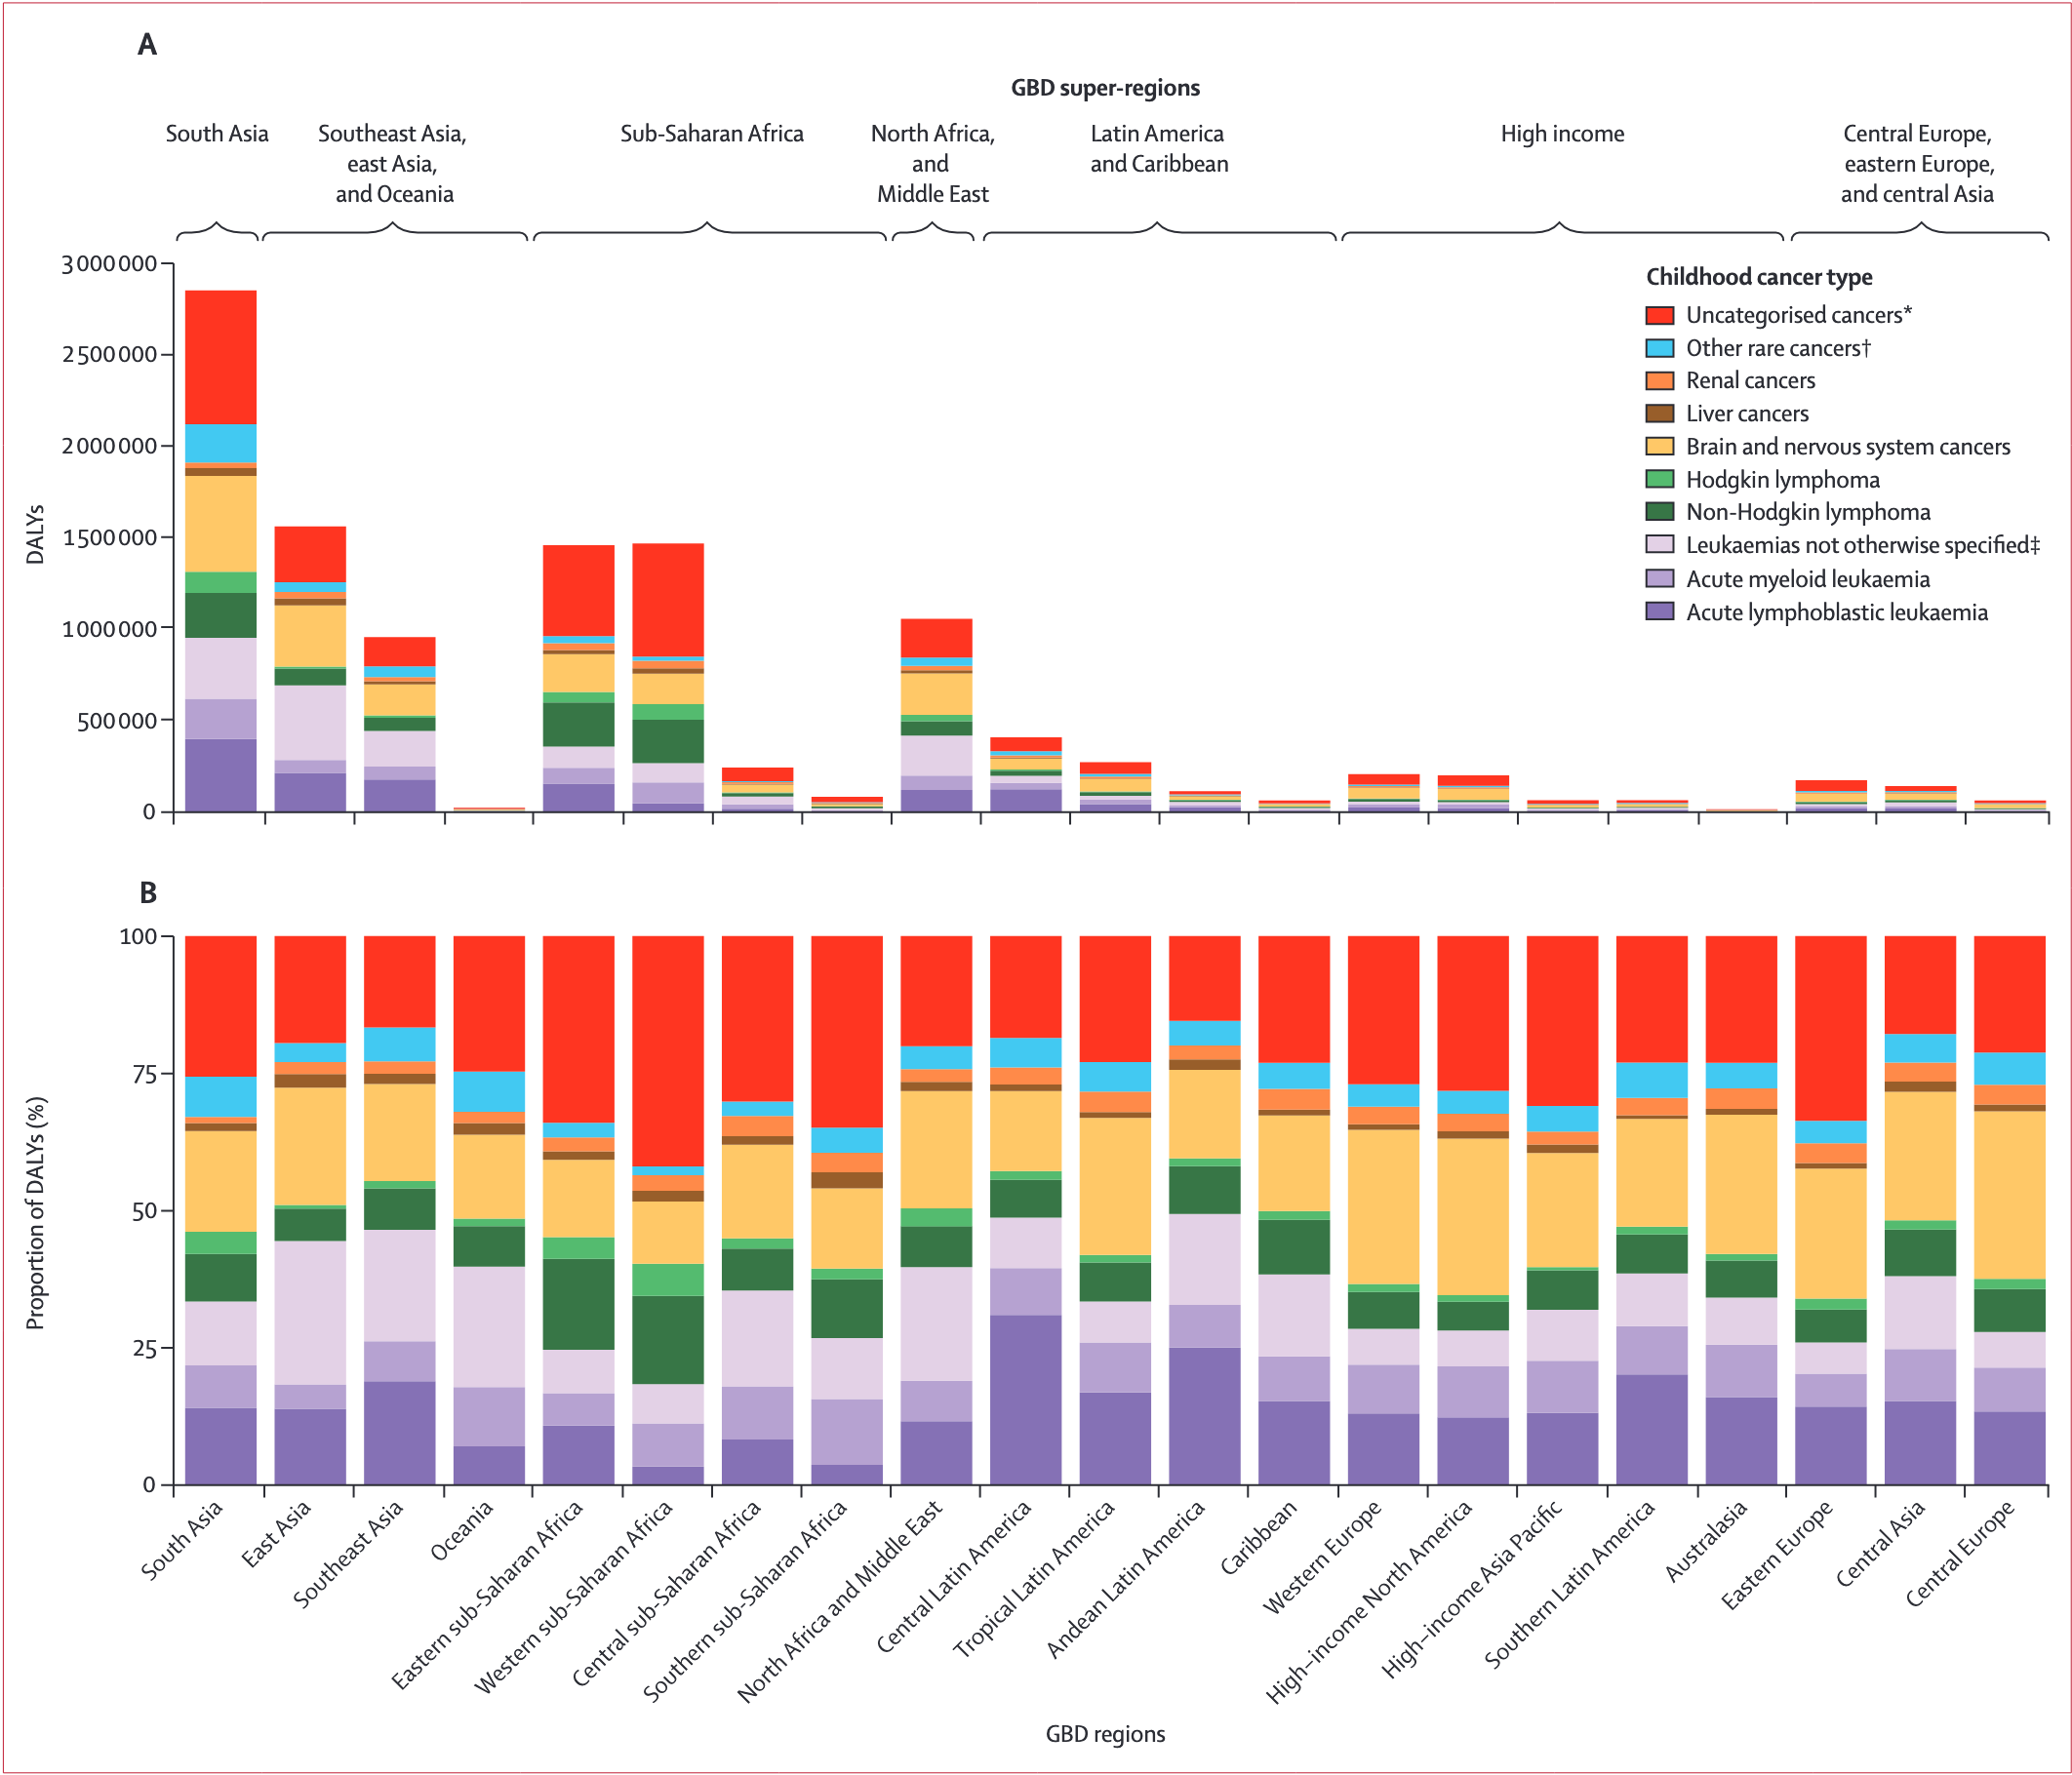 A
GBD super-regions
South Asia
Southeast Asia,
east Asia,
and Oceania
Sub-Saharan Africa
North Africa,
and
Middle East
Latin America
and Caribbean
High income
Central Europe,
eastern Europe,
and central Asia
3 000 000
2 500 000
2 000 000
1 500 000
1 000 000
500 000
0
DALYs
Childhood cancer type
Uncategorised cancers*
Other rare cancers†
Renal cancers
Liver cancers
Brain and nervous system cancers
Hodgkin lymphoma
Non-Hodgkin lymphoma
Leukaemias not otherwise specified‡
Acute myeloid leukaemia
Acute lymphoblastic leukaemia
B
100
75
50
25
0
Proportion of DALYs (%)
South Asia
East Asia
Southeast Asia
Oceania
Eastern sub-Saharan Africa
Western sub-Saharan Africa
Central sub-Saharan Africa
Southern sub-Saharan Africa
North Africa and Middle East
Central Latin America
Tropical Latin America
Andean Latin America
Caribbean
Western Europe
High–income North America
High–income Asia Pacific
Southern Latin America
Australasia
Eastern Europe
Central Asia
Central Europe
GBD regions